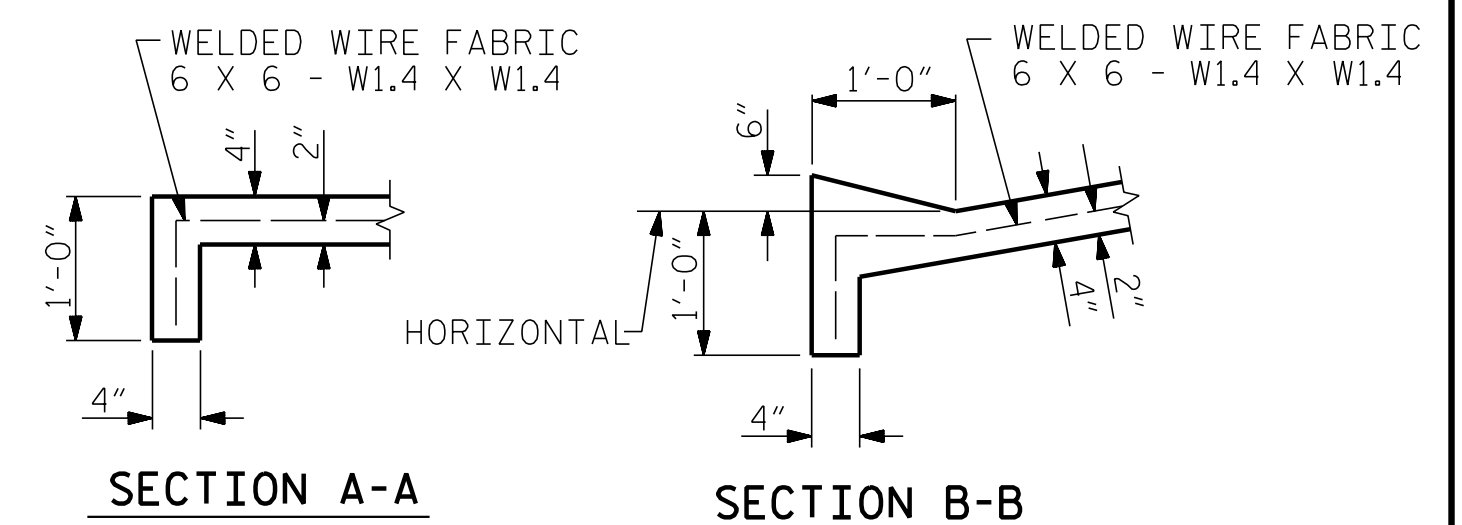 WELDED WIRE FABRIC
6 X 6 - W1.4 X W1.4
4"
2"
1'-0"
4"
SECTION A-A
WELDED WIRE FABRIC
6 X 6 - W1.4 X W1.4
1'-0"
6"
1'-0"
HORIZONTAL
4"
2"
4"
SECTION B-B